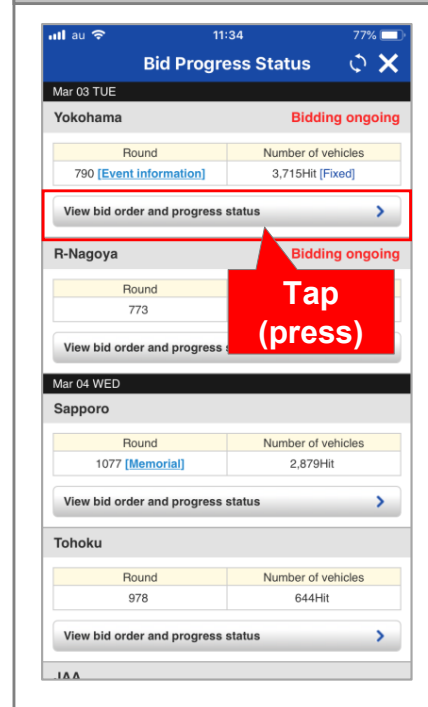 au 11:34 77%
Bid Progress Status
Mar 03 TUE
Yokohama Bidding ongoing
Round Number of vehicles
790 [Event information] 3,715Hit [Fixed]
View bid order and progress status
R-Nagoya Bidding ongoing
Round
773
Tap
(press)
View bid order and progress
Mar 04 WED
Sapporo
Round Number of vehicles
1077 [Memorial] 2,879Hit
View bid order and progress status
Tohoku
Round Number of vehicles
978 644Hit
View bid order and progress status
JAA